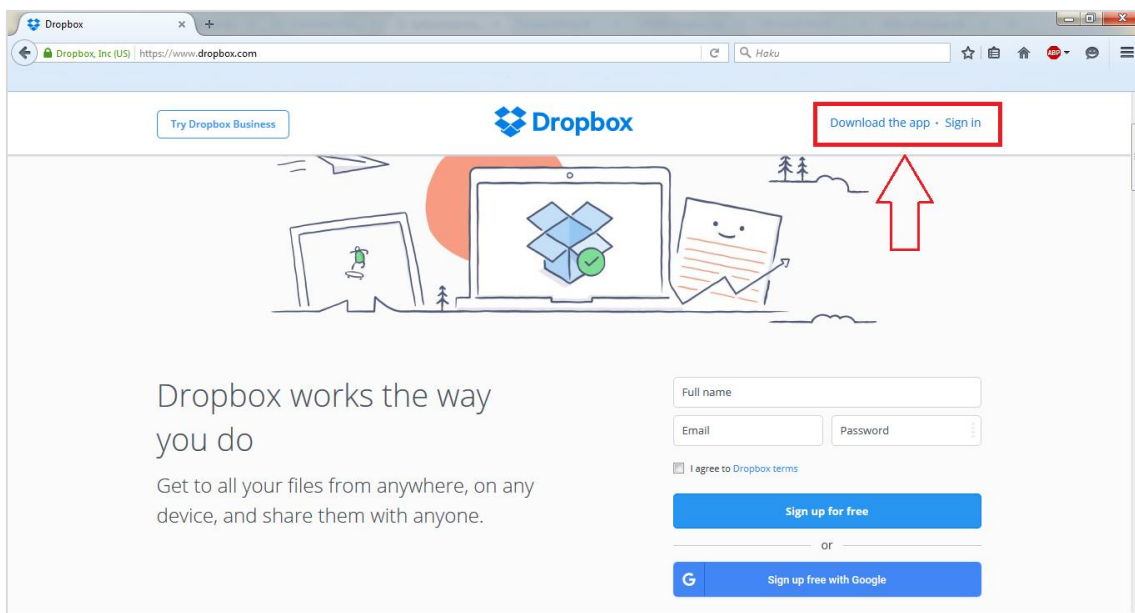 Dropbox
Dropbox, Inc (US) https://www.dropbox.com
Haku
ABP
Try Dropbox Business
Dropbox
Download the app • Sign in
Dropbox works the way
you do
Get to all your files from anywhere, on any
device, and share them with anyone.
Full name
Email
Password
I agree to Dropbox terms
Sign up for free
or
G
Sign up free with Google